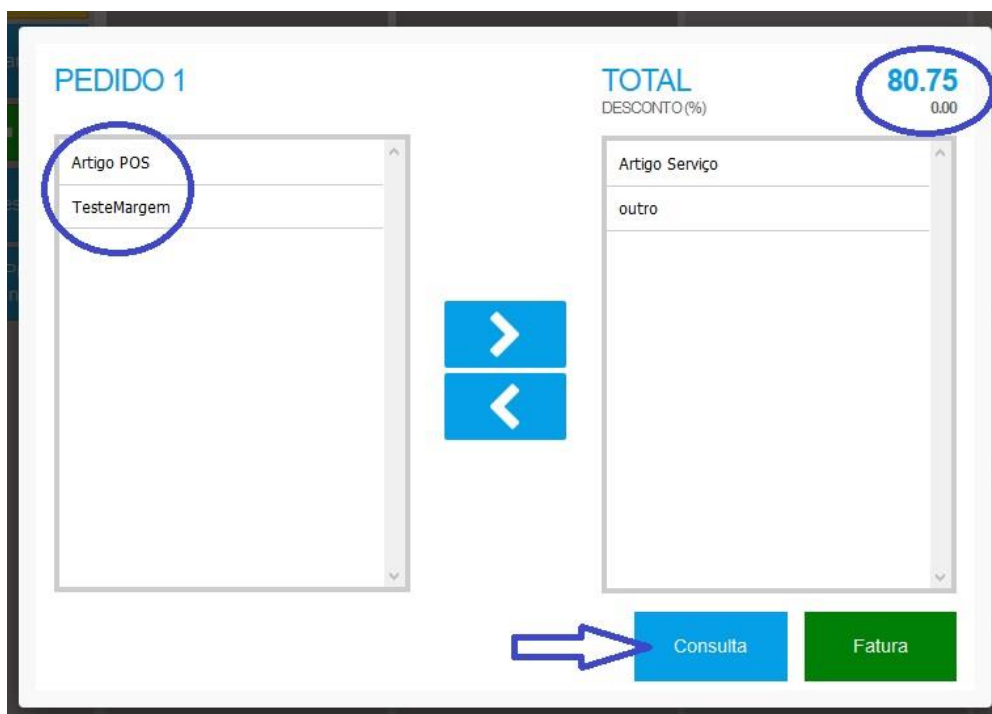 PEDIDO 1
TOTAL 80.75
DESCONTO (%) 0.00
Artigo POS
TesteMargem
Artigo Serviço
outro
Consulta
Fatura